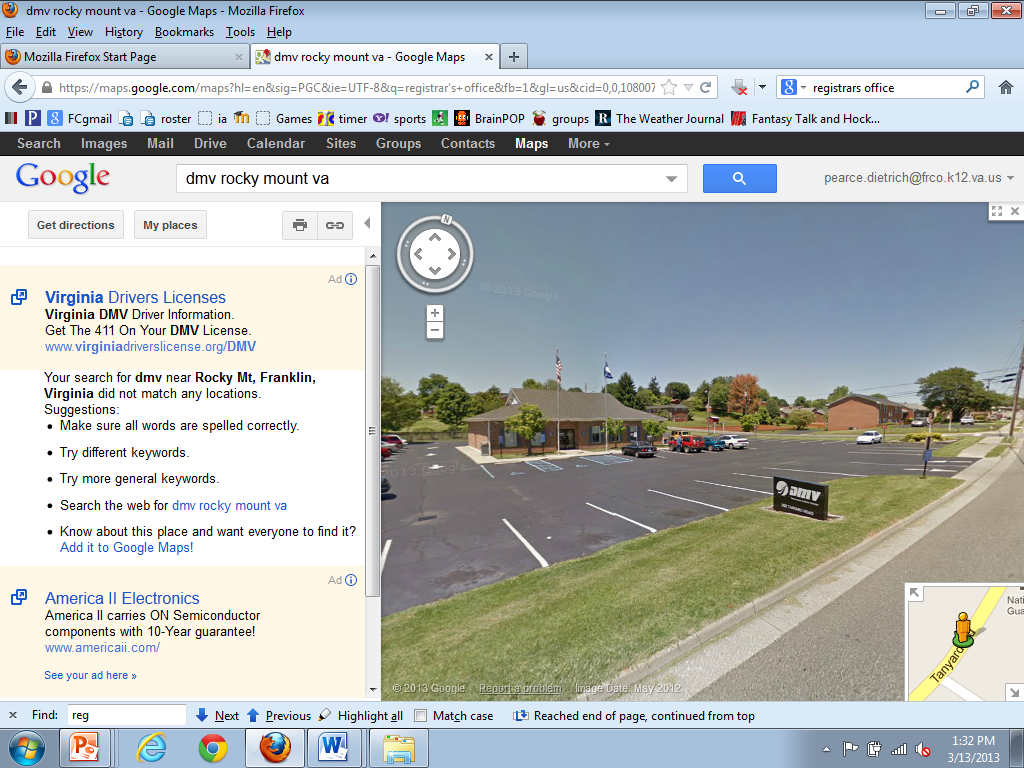 dmv rocky mount va - Google Maps - Mozilla Firefox
File Edit View History Bookmarks Tools Help
Mozilla Firefox Start Page
dmv rocky mount va - Google Maps
https://maps.google.com/maps?hl=en&sig=PGC&ie=UTF-8&q=registrar's+office&fb=1&gl=us&cid=0,0,108007
registrars office
FCgmail roster ia Games timer sports BrainPOP groups The Weather Journal Fantasy Talk and Hock...
Search Images Mail Drive Calendar Sites Groups Contacts Maps More
Google
dmv rocky mount va
pearce.dietrich@frco.k12.va.us
Get directions
My places
N
Ad
Virginia Drivers Licenses
Virginia DMV Driver Information.
Get The 411 On Your DMV License.
www.virginiadriverslicense.org/DMV
Your search for dmv near Rocky Mt, Franklin,
Virginia did not match any locations.
Suggestions:
Make sure all words are spelled correctly.
Try different keywords.
Try more general keywords.
Search the web for dmv rocky mount va
Know about this place and want everyone to find it?
Add it to Google Maps!
Ad
America II Electronics
America II carries ON Semiconductor
components with 10-Year guarantee!
www.americaii.com/
See your ad here »
© 2013 Google
DMV
TANYARD ROAD
Nati
Gua
Tanyard
© 2013 Google Report a problem Image Date: May 2012
Find: reg Next Previous Highlight all Match case Reached end of page, continued from top
1:32 PM
3/13/2013